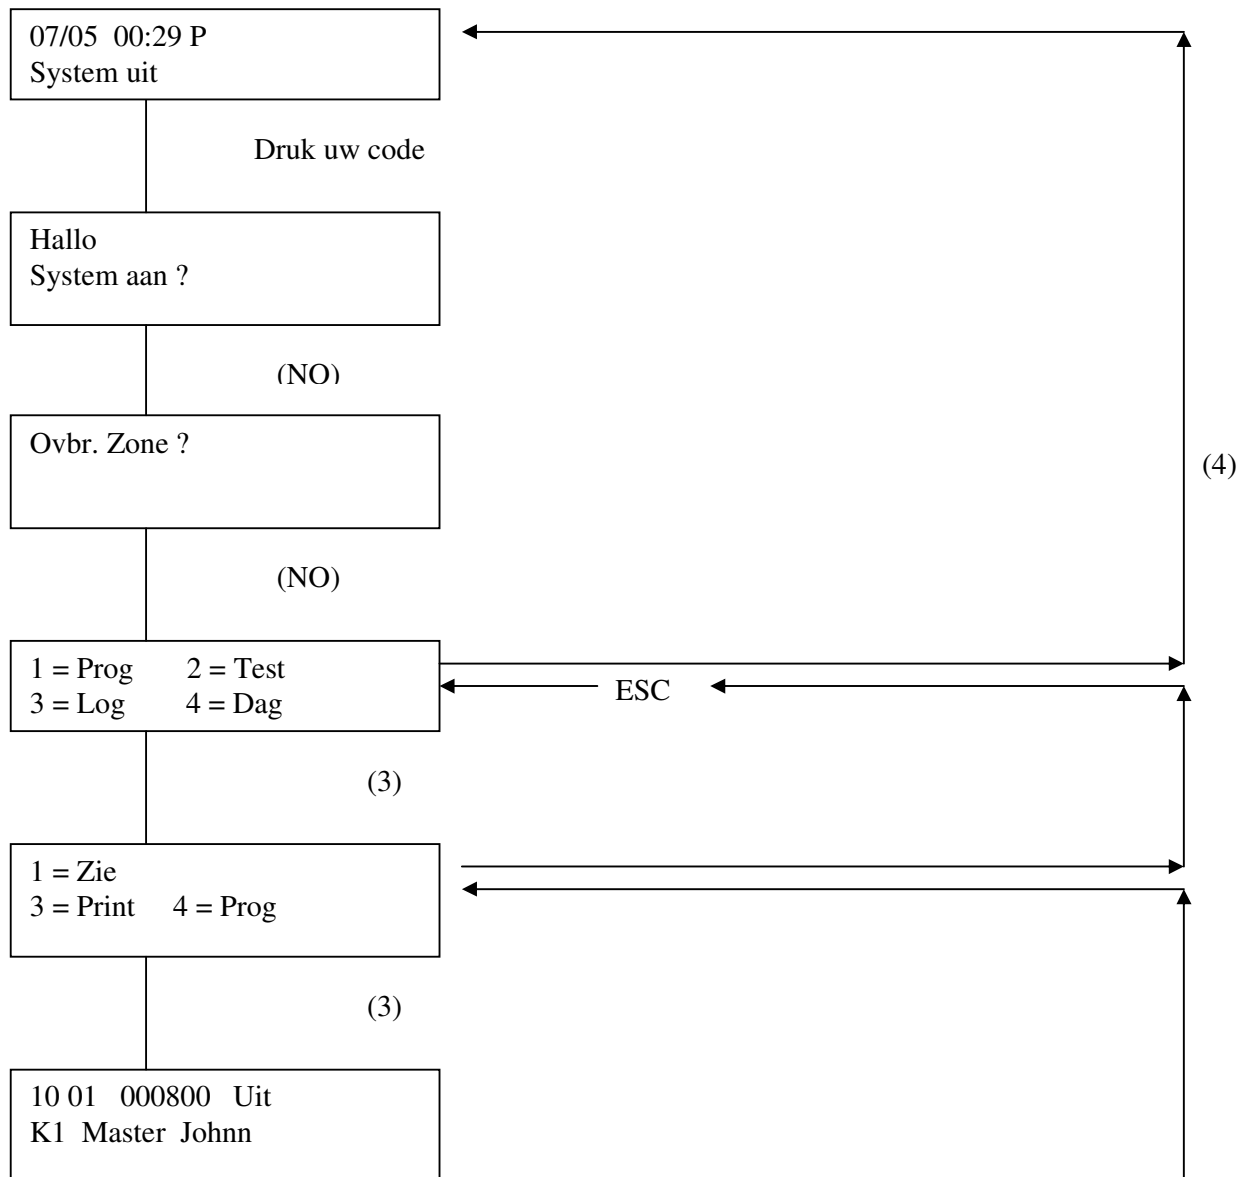 07/05 00:29 P
System uit
Druk uw code
Hallo
System aan ?
(NO)
Ovbr. Zone ?
(4)
(NO)
1 = Prog 2 = Test
3 = Log 4 = Dag
ESC
(3)
1 = Zie
3 = Print 4 = Prog
(3)
10 01 000800 Uit
K1 Master Johnn